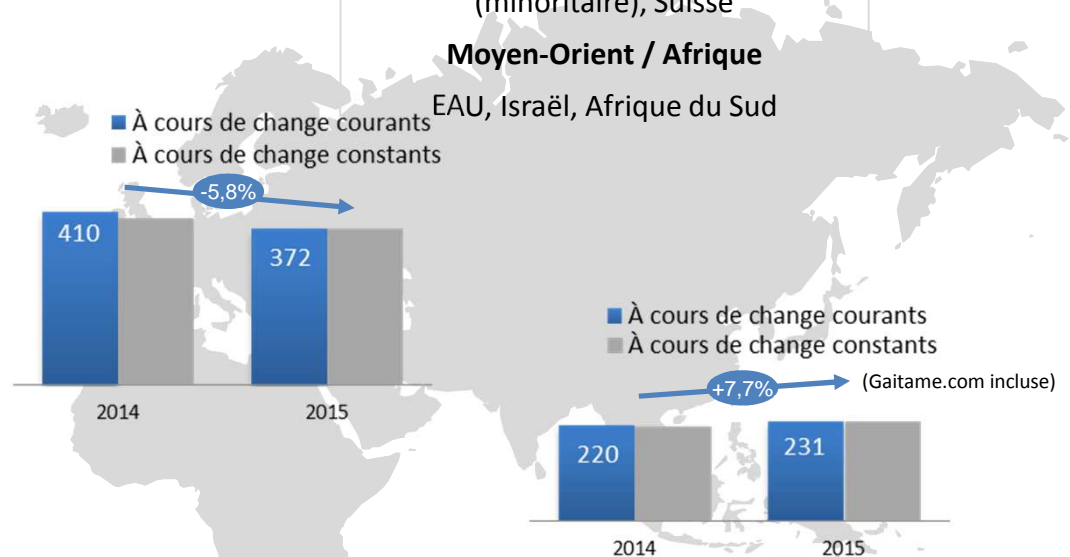 (minoritaire), Suisse
Moyen-Orient / Afrique
EAU, Israël, Afrique du Sud
À cours de change courants
À cours de change constants
-5,8%
410
372
2014
2015
À cours de change courants
À cours de change constants
+7,7%
(Gaitame.com incluse)
220
231
2014
2015